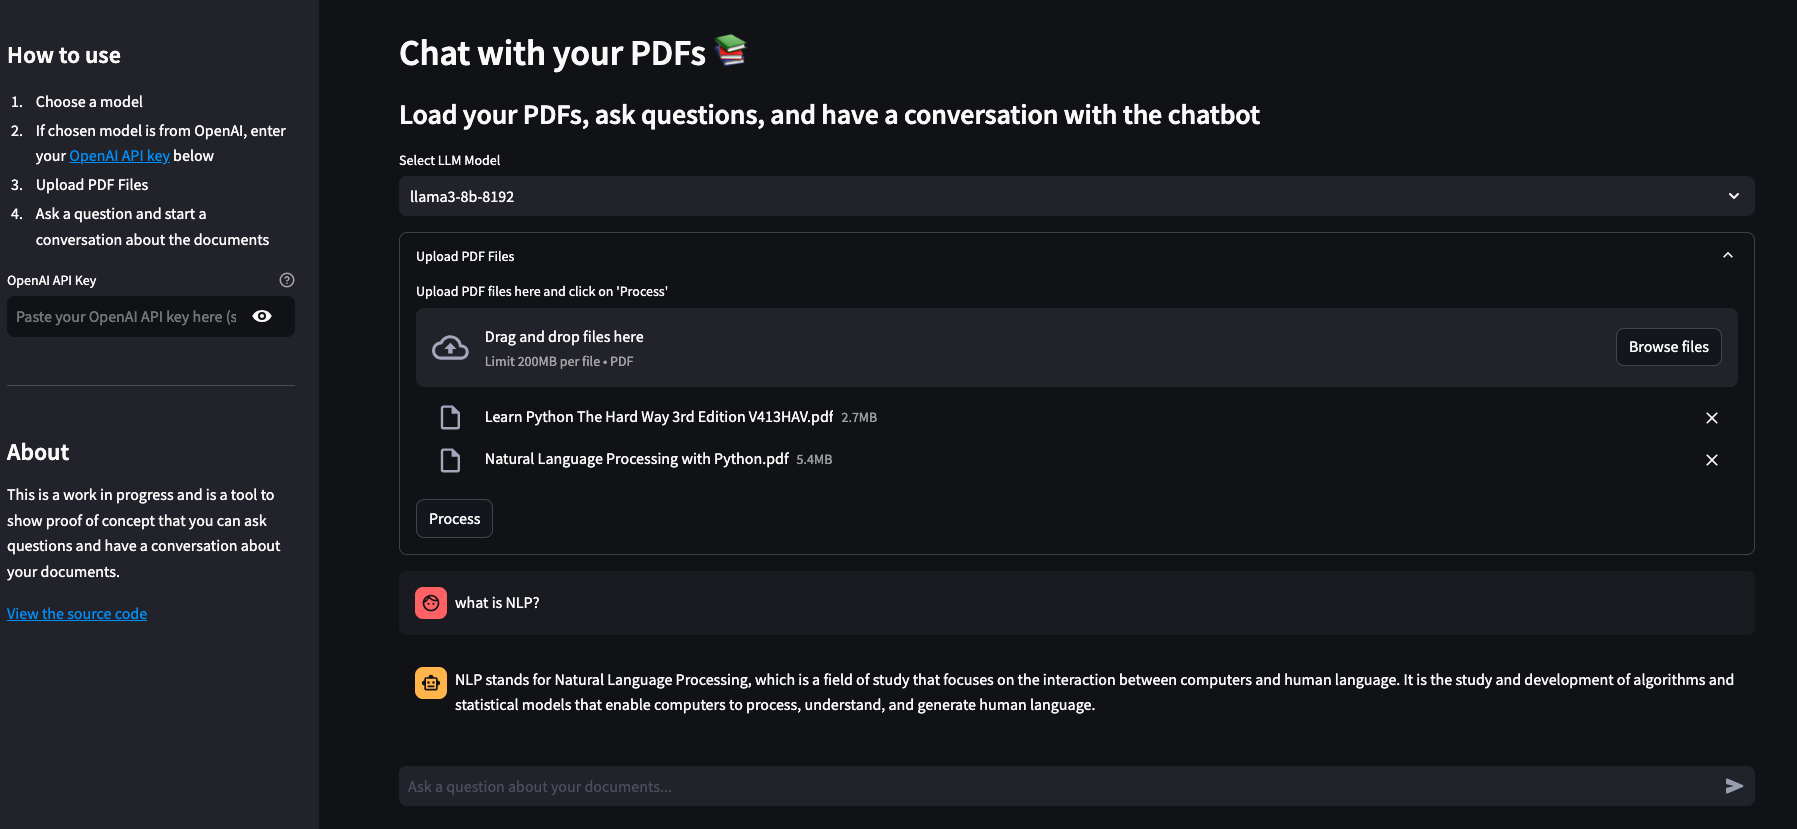 How to use
1. Choose a model
2. If chosen model is from OpenAI, enter
your OpenAI API key below
3. Upload PDF Files
4. Ask a question and start a
conversation about the documents
OpenAI API Key
Paste your OpenAI API key here (s
About
This is a work in progress and is a tool to
show proof of concept that you can ask
questions and have a conversation about
your documents.
View the source code
Chat with your PDFs
Load your PDFs, ask questions, and have a conversation with the chatbot
Select LLM Model
llama3-8b-8192
Upload PDF Files
Upload PDF files here and click on 'Process'
Drag and drop files here
Limit 200MB per file • PDF
Browse files
Learn Python The Hard Way 3rd Edition V413HAV.pdf 2.7MB
Natural Language Processing with Python.pdf 5.4MB
Process
what is NLP?
NLP stands for Natural Language Processing, which is a field of study that focuses on the interaction between computers and human language. It is the study and development of algorithms and
statistical models that enable computers to process, understand, and generate human language.
Ask a question about your documents...